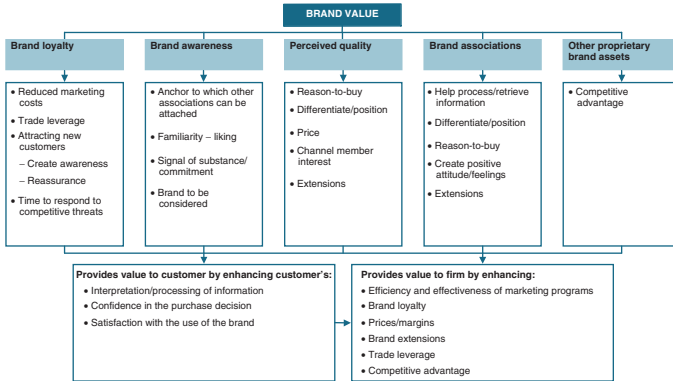 BRAND VALUE
Brand loyalty
• Reduced marketing
costs
• Trade leverage
• Attracting new
customers
– Create awareness
– Reassurance
• Time to respond to
competitive threats
Brand awareness
• Anchor to which other
associations can be
attached
• Familiarity – liking
• Signal of substance/
commitment
• Brand to be
considered
Perceived quality
• Reason-to-buy
• Differentiate/position
• Price
• Channel member
interest
• Extensions
Brand associations
• Help process/retrieve
information
• Differentiate/position
• Reason-to-buy
• Create positive
attitude/feelings
• Extensions
Other proprietary
brand assets
• Competitive
advantage
Provides value to customer by enhancing customer's:
• Interpretation/processing of information
• Confidence in the purchase decision
• Satisfaction with the use of the brand
Provides value to firm by enhancing:
• Efficiency and effectiveness of marketing programs
• Brand loyalty
• Prices/margins
• Brand extensions
• Trade leverage
• Competitive advantage